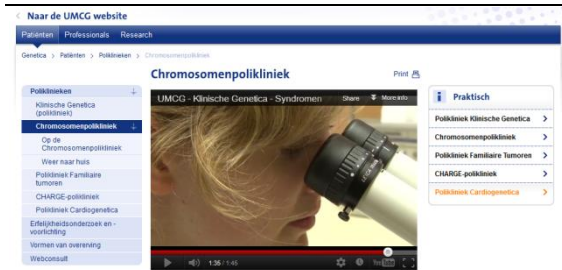 < Naar de UMCG website
Patiënten Professionals Research
Genetica > Patiënten > Poliklinieken > Chromosomenpolikliniek
Chromosomenpolikliniek
Print
Poliklinieken
Klinische Genetica
(polikliniek)
Chromosomenpolikliniek
Op de
Chromosomenpolikliniek
Weer naar huis
Polikliniek Familiaire
tumoren
CHARGE-polikliniek
Polikliniek Cardiogenetica
Erfelijkheidsonderzoek en -
voorlichting
Vormen van overerving
Webconsult
UMCG - Klinische Genetica - Syndromen Share More info
1:35 / 1:45
YouTube
i Praktisch
Polikliniek Klinische Genetica >
Chromosomenpolikliniek >
Polikliniek Familiaire Tumoren >
CHARGE-polikliniek >
Polikliniek Cardiogenetica >